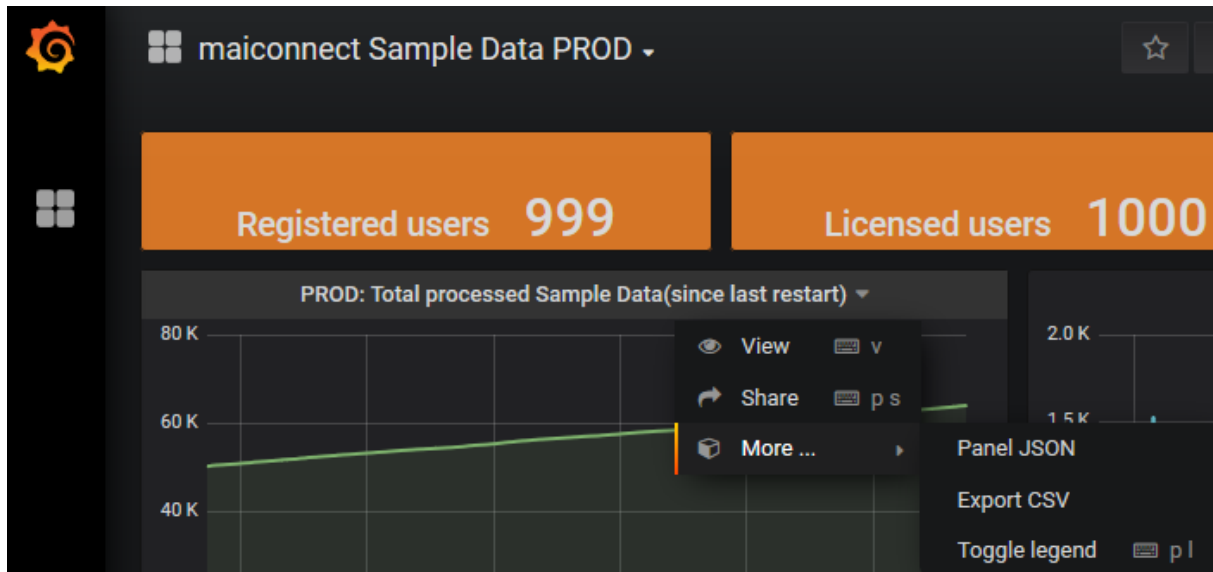 maiconnect Sample Data PROD
Registered users 999
Licensed users 1000
PROD: Total processed Sample Data(since last restart)
80 K
60 K
40 K
View v
Share p s
More ...
2.0 K
1.5 K
Panel JSON
Export CSV
Toggle legend p l